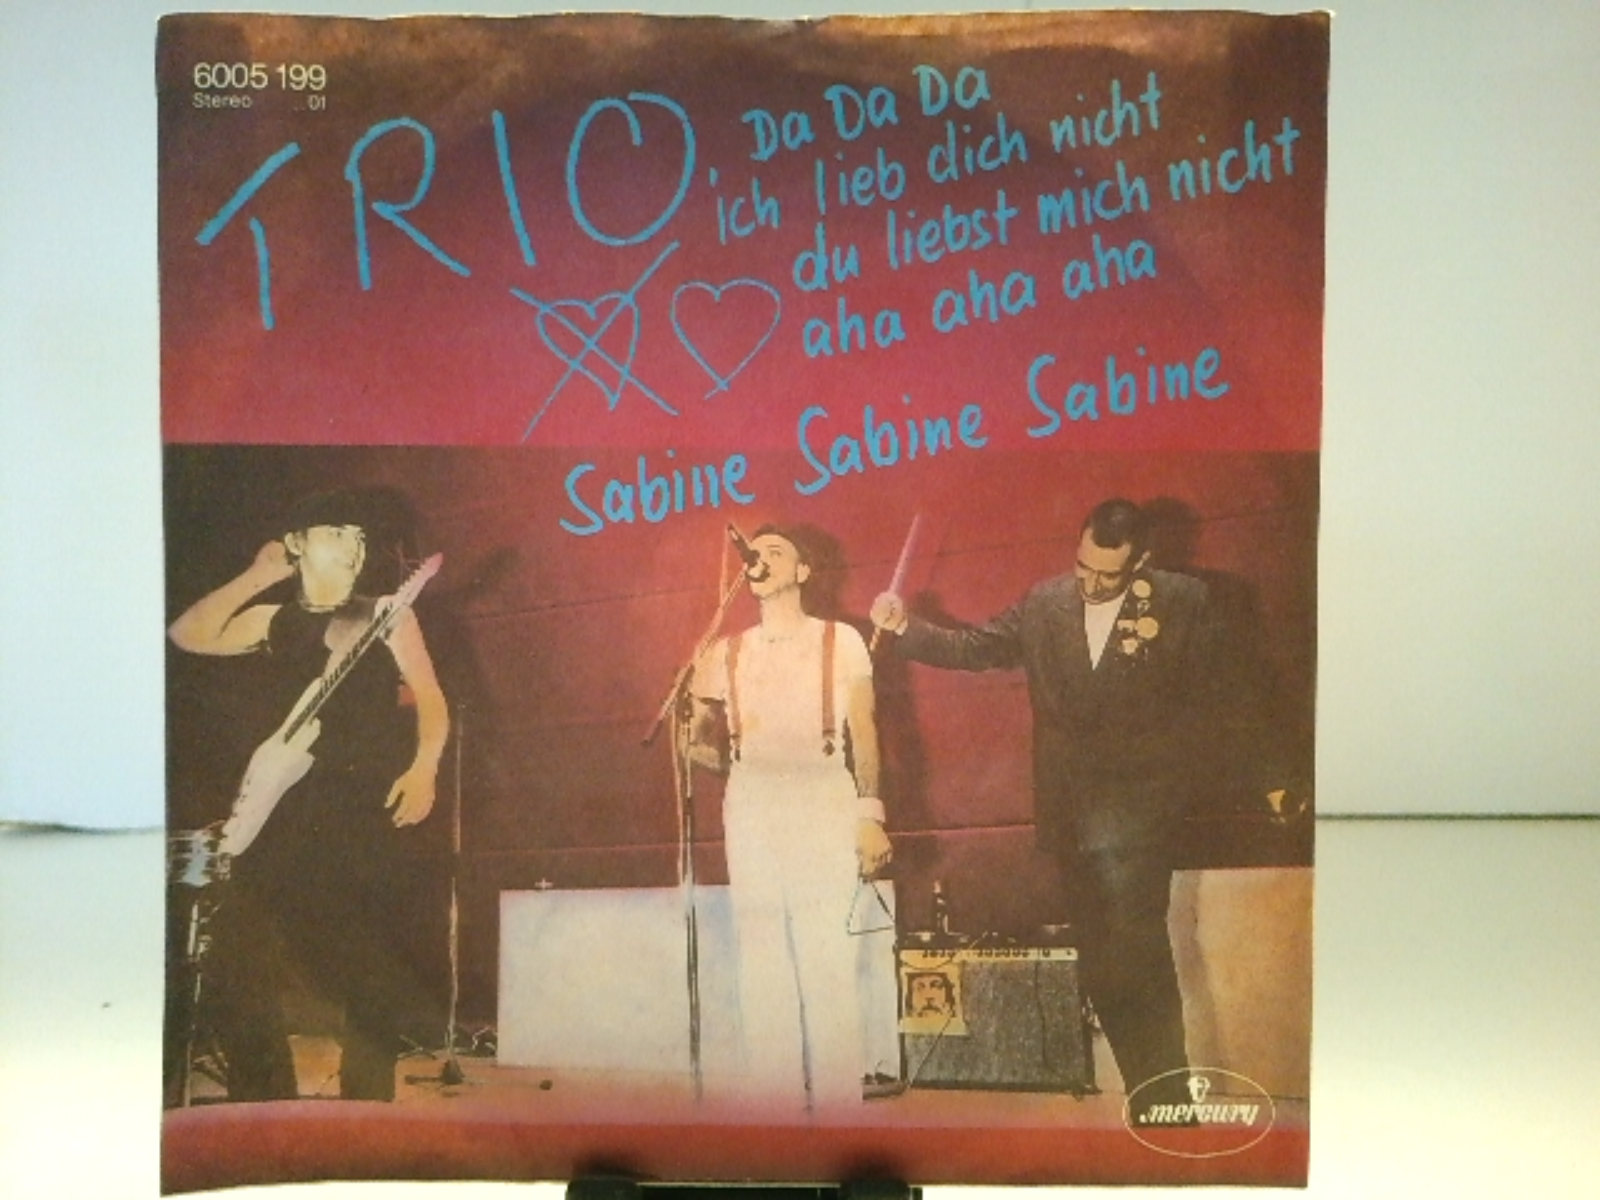 6005 199
Stereo 01
TRIO
Da Da Da
ich lieb dich nicht
du liebst mich nicht
aha aha aha
Sabine Sabine Sabine
mercury